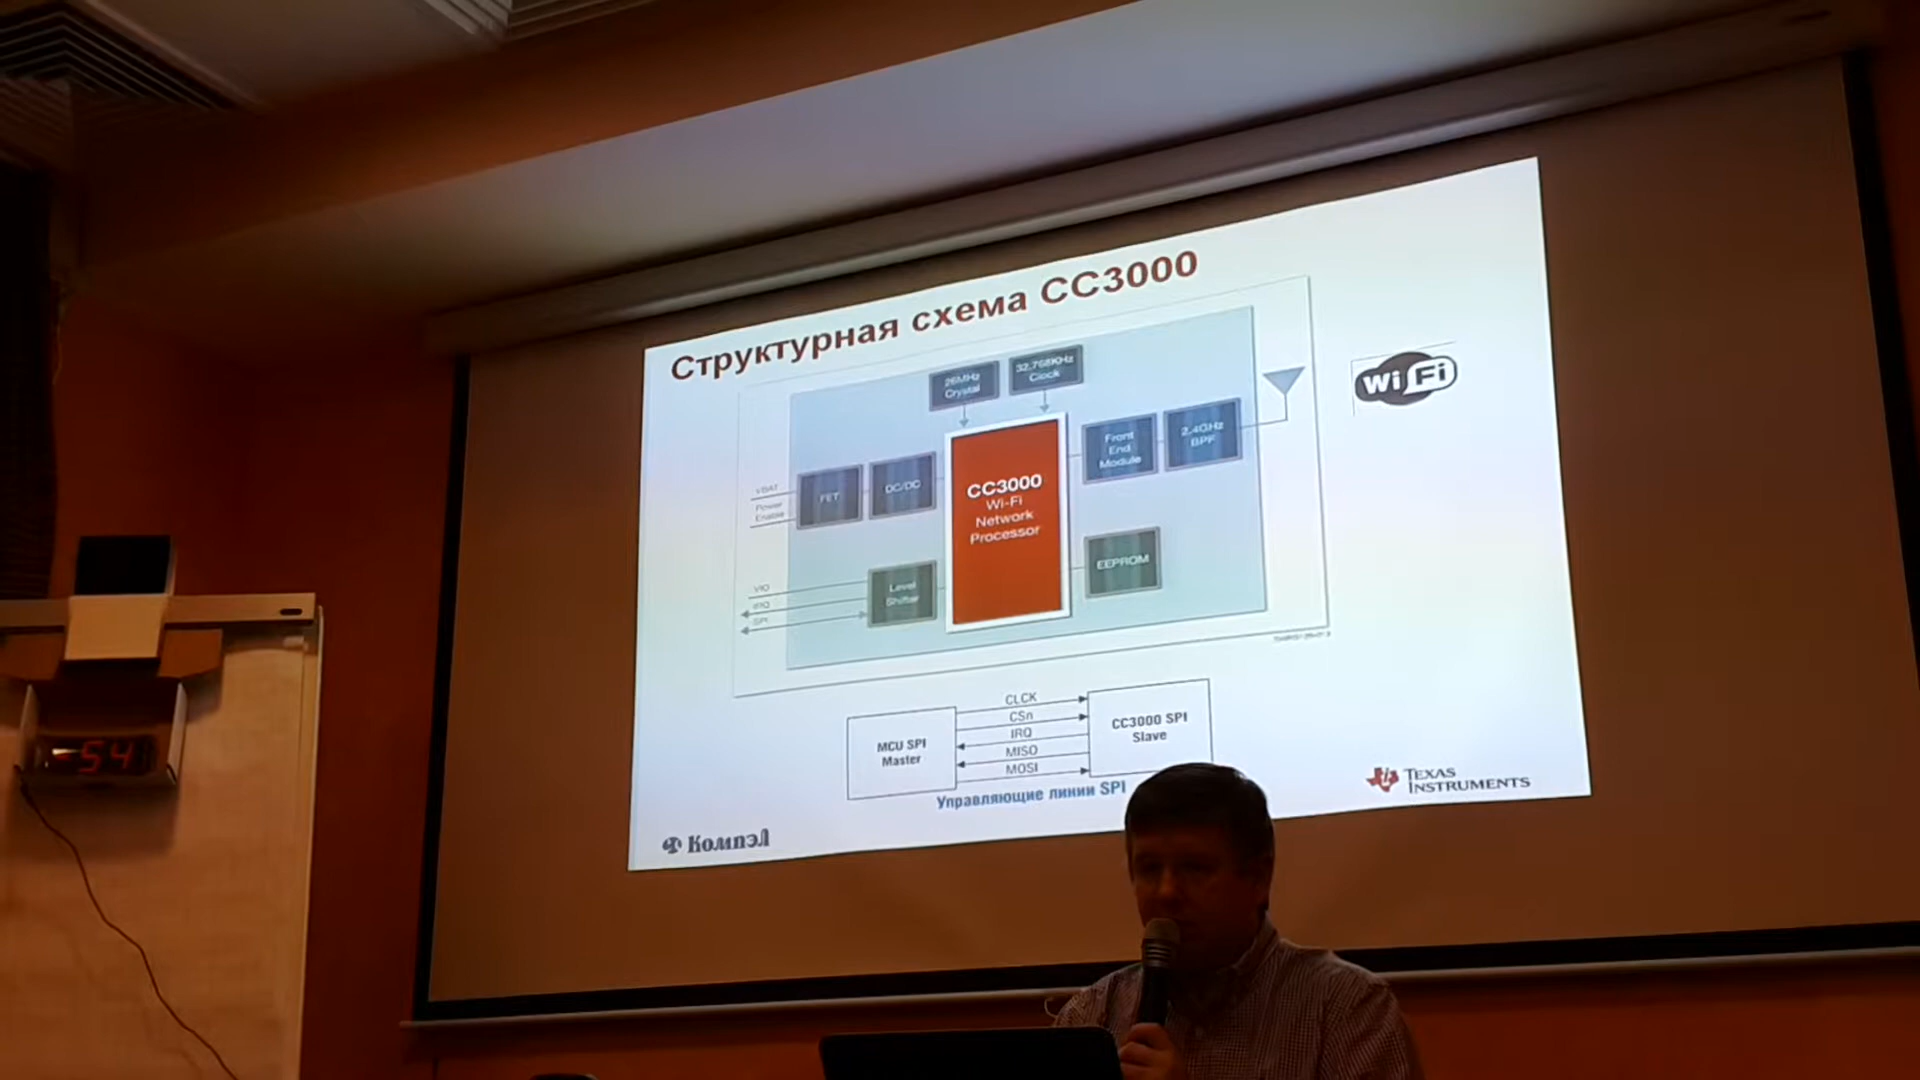 Структурная схема CC3000
26MHz
Crystal
32.768KHz
Clock
Wi Fi
VBAT
Power
Enable
FET
DC/DC
CC3000
Wi-Fi
Network
Processor
Front
End
Module
2.4GHz
BPF
VIO
IRQ
SPI
Level
Shifter
EEPROM
MCU SPI
Master
CLCK
CSn
IRQ
MISO
MOSI
CC3000 SPI
Slave
Управляющие линии SPI
КомпэЛ
TEXAS
INSTRUMENTS
54